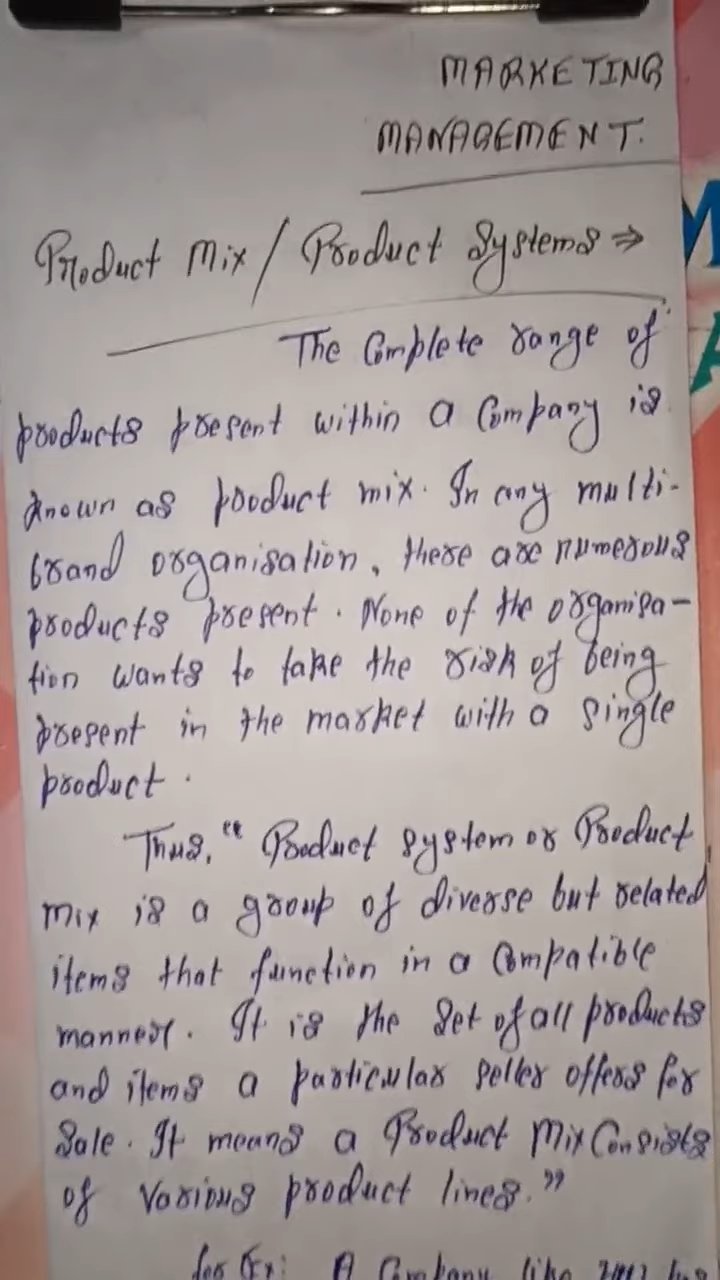 MARKETING
MANAGEMENT.
Product Mix / Product Systems ⇒
The Complete range of
products present within a Company is
known as product mix. In any multi-
brand organisation, there are numerous
products present. None of the organisa-
tion wants to take the risk of being
present in the market with a single
product.
Thus, “Product system or Product
mix is a group of diverse but related
items that function in a Compatible
manner. It is the Set of all products
and items a particular seller offers for
Sale. It means a Product Mix Consists
of Various product lines.”
for Ex: A Company like